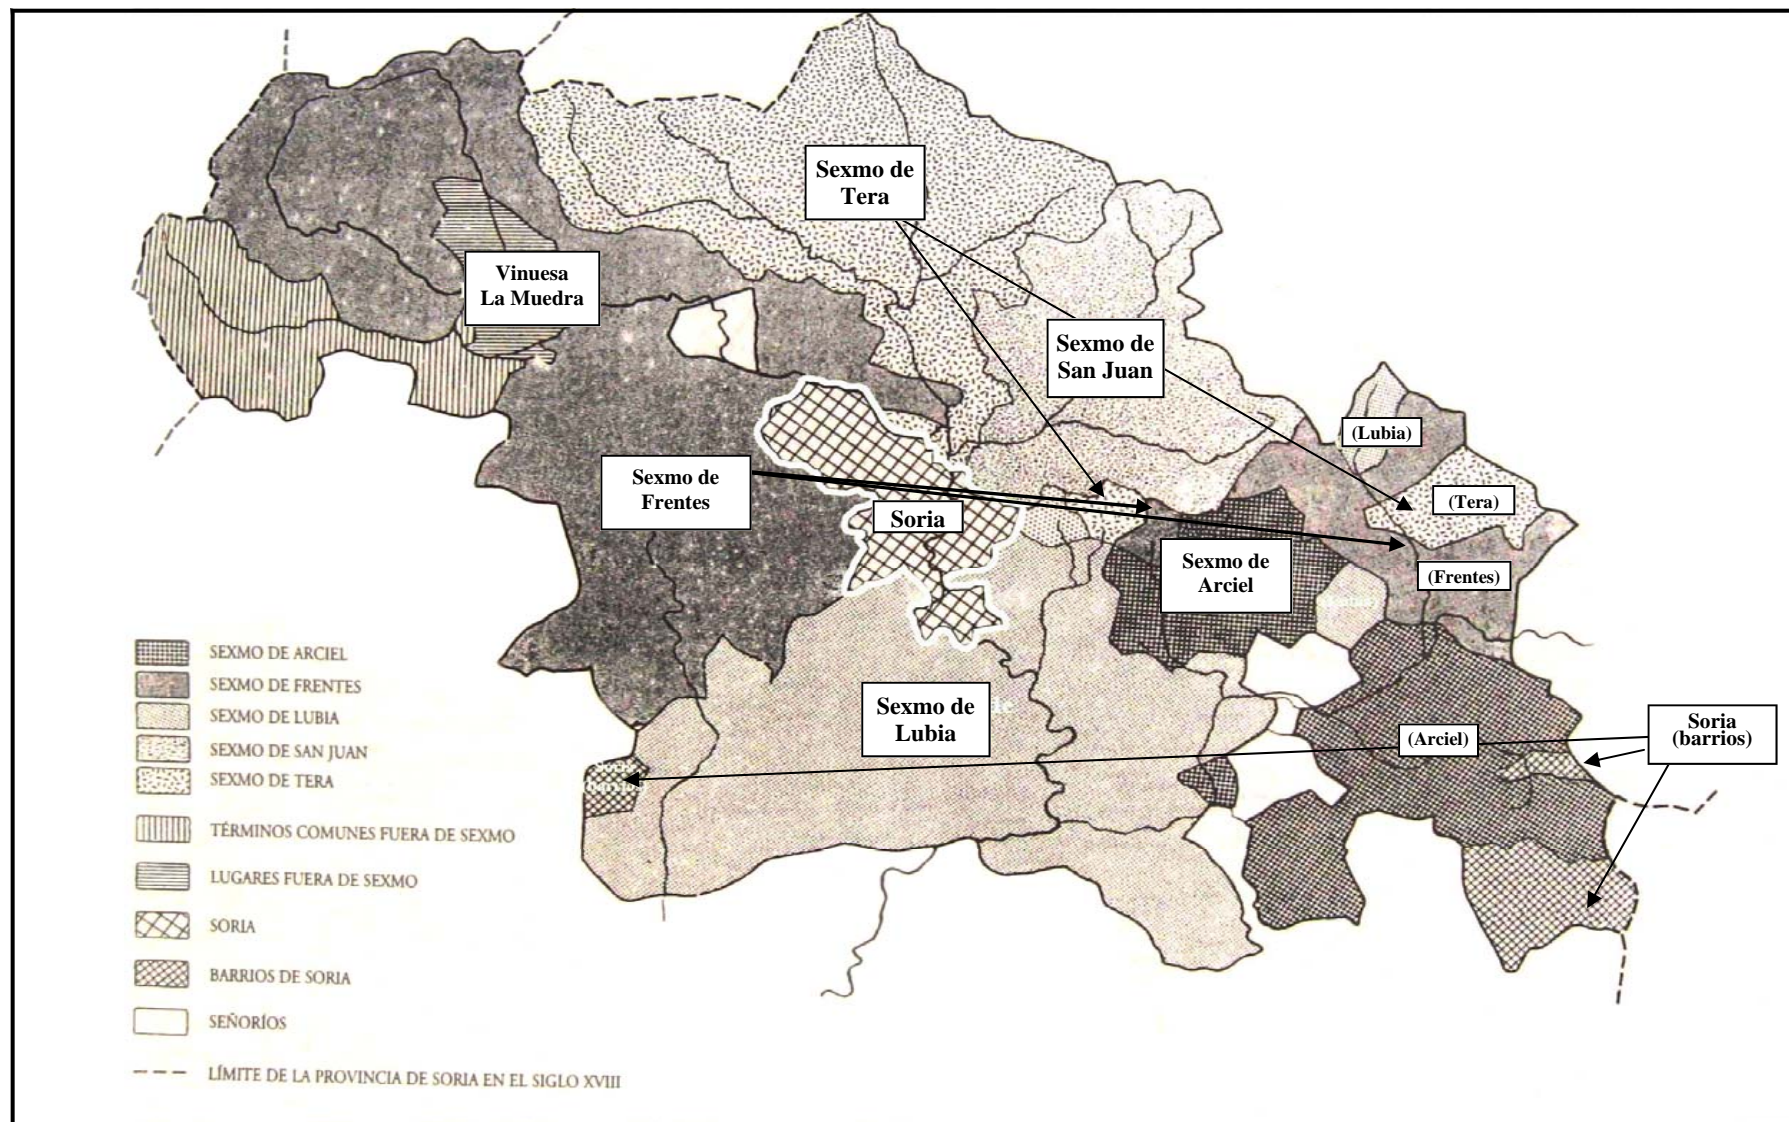 Sexmo de
Tera
Vinuesa
La Muedra
Sexmo de
San Juan
(Lubia)
Sexmo de
Frentes
Soria
(Tera)
Sexmo de
Arciel
(Frentes)
Sexmo de
Lubia
(Arciel)
Soria
(barrios)
barrios
SEXMO DE ARCIEL
SEXMO DE FRENTES
SEXMO DE LUBIA
SEXMO DE SAN JUAN
SEXMO DE TERA
TÉRMINOS COMUNES FUERA DE SEXMO
LUGARES FUERA DE SEXMO
SORIA
BARRIOS DE SORIA
SEÑORÍOS
LÍMITE DE LA PROVINCIA DE SORIA EN EL SIGLO XVIII